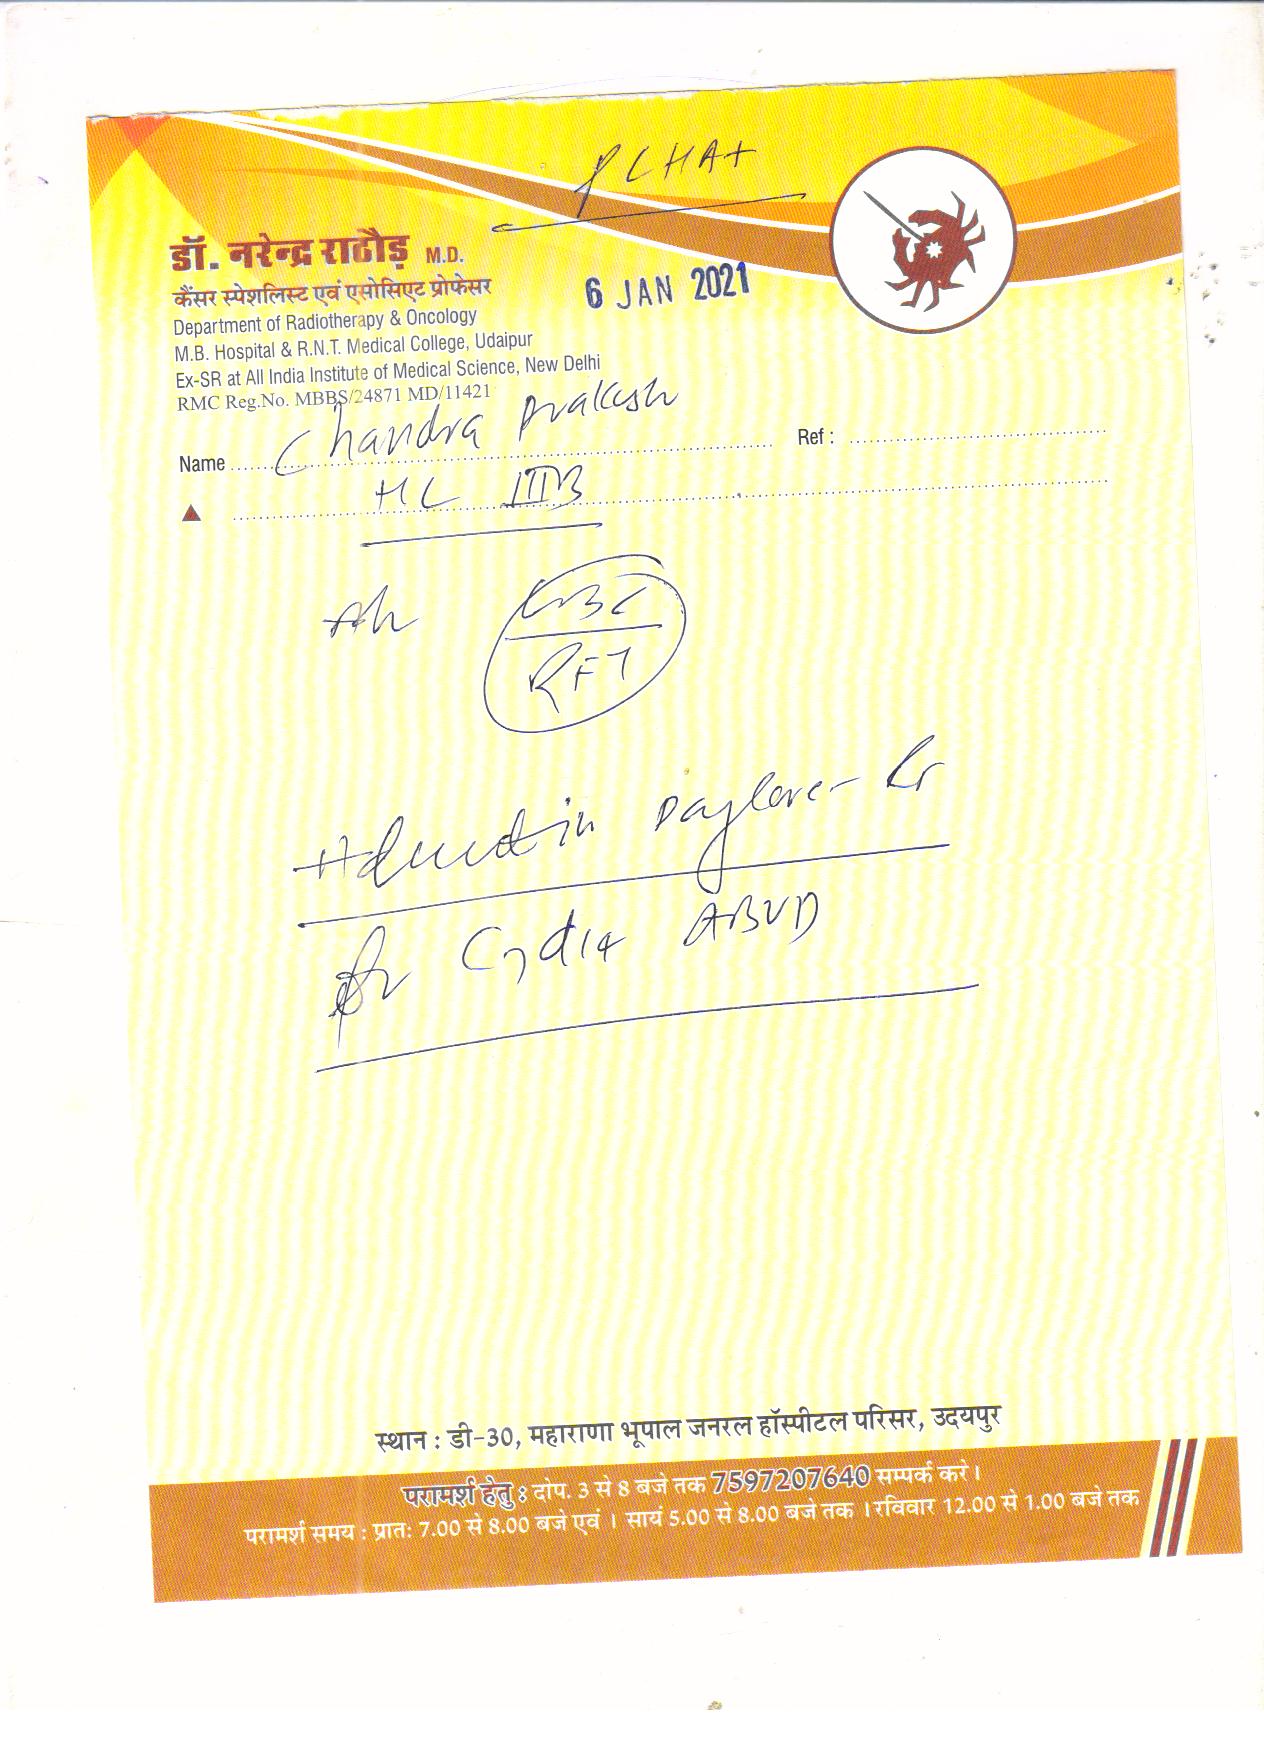 डॉ. नरेन्द्र राठौड़ M.D.
कैंसर स्पेशलिस्ट एवं एसोसिएट प्रोफेसर
6 JAN 2021
Department of Radiotherapy & Oncology
M.B. Hospital & R.N.T. Medical College, Udaipur
Ex-SR at All India Institute of Medical Science, New Delhi
RMC Reg.No. MBBS/24871 MD/11421
Name Chandra Prakash Ref :
HL IIIB
CBC
RFT
in Daycare
for ABVD
स्थान : डी-30, महाराणा भूपाल जनरल हॉस्पीटल परिसर, उदयपुर
परामर्श हेतु : दोप. 3 से 8 बजे तक 7597207640 सम्पर्क करे।
परामर्श समय : प्रातः 7.00 से 8.00 बजे एवं । सायं 5.00 से 8.00 बजे तक । रविवार 12.00 से 1.00 बजे तक